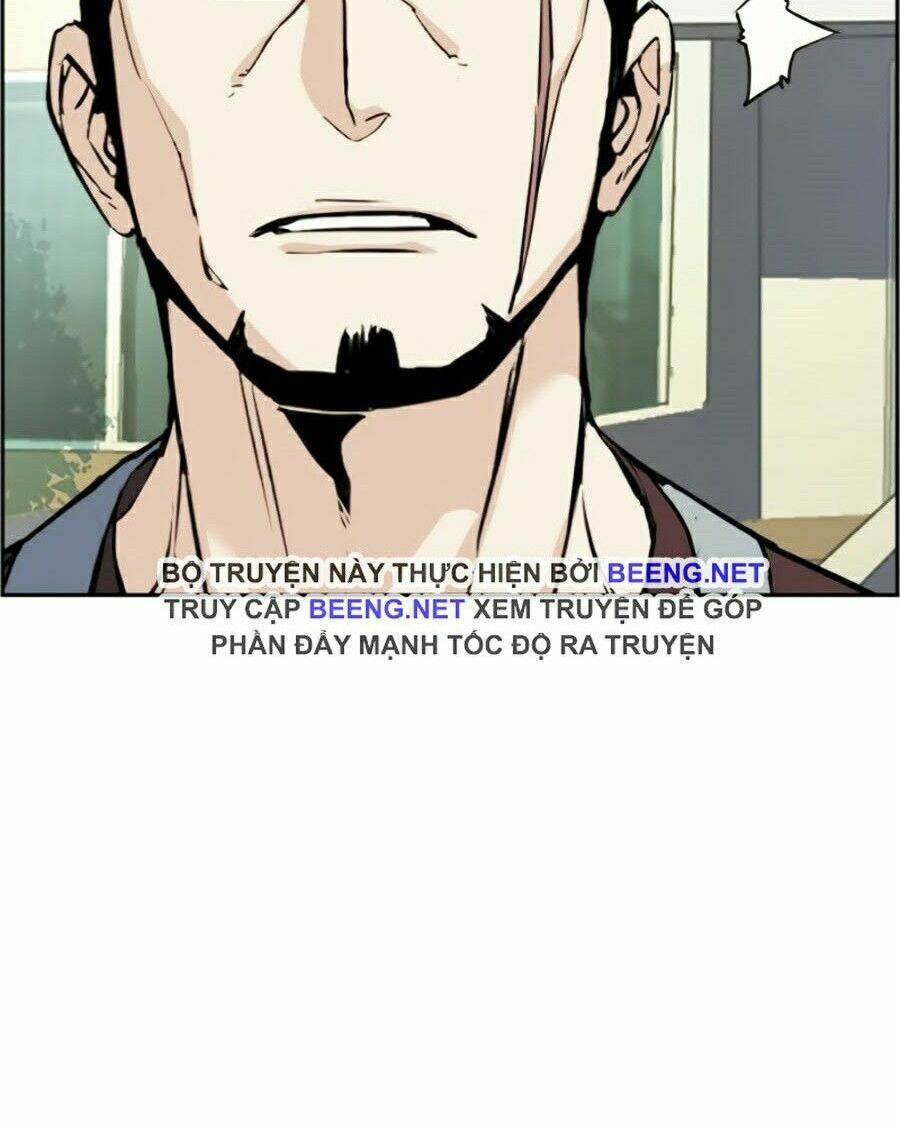 BỘ TRUYỆN NÀY THỰC HIỆN BỞI BEENG.NET
TRUY CẬP BEENG.NET XEM TRUYỆN ĐỂ GÓP
PHẦN ĐẨY MẠNH TỐC ĐỘ RA TRUYỆN